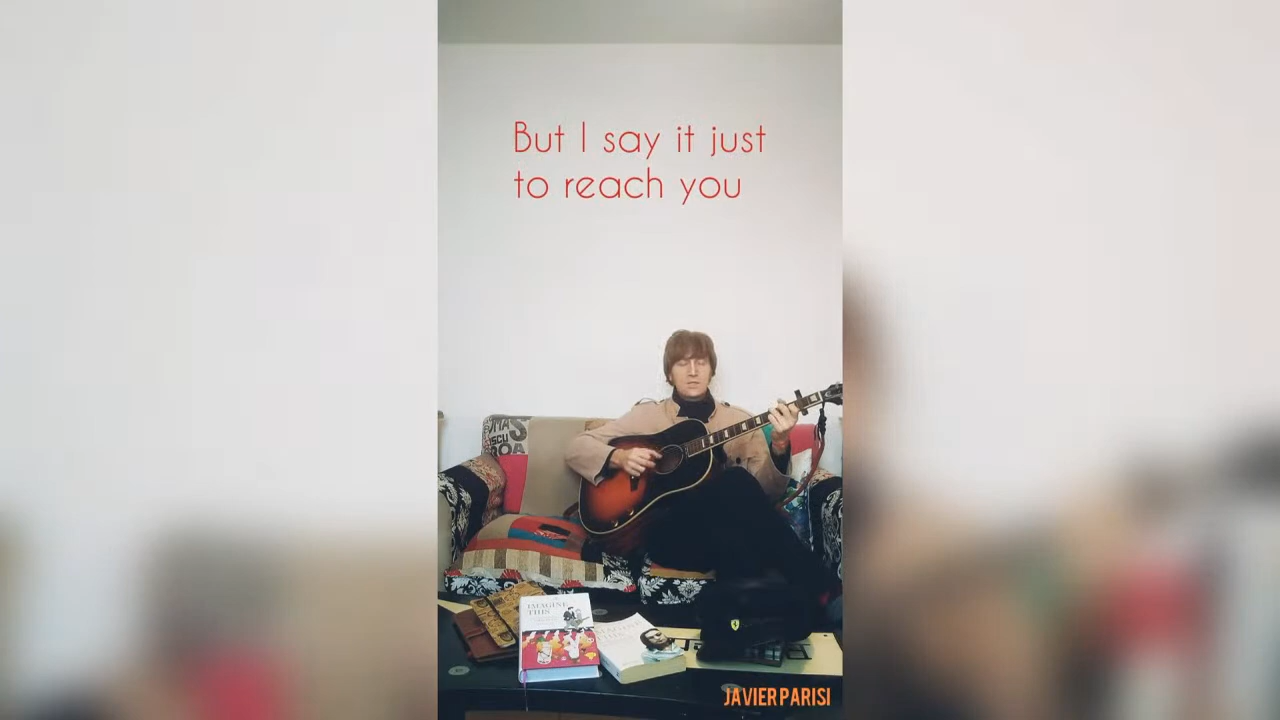 But I say it just
to reach you
IMAGINE
THIS
JAVIER PARISI